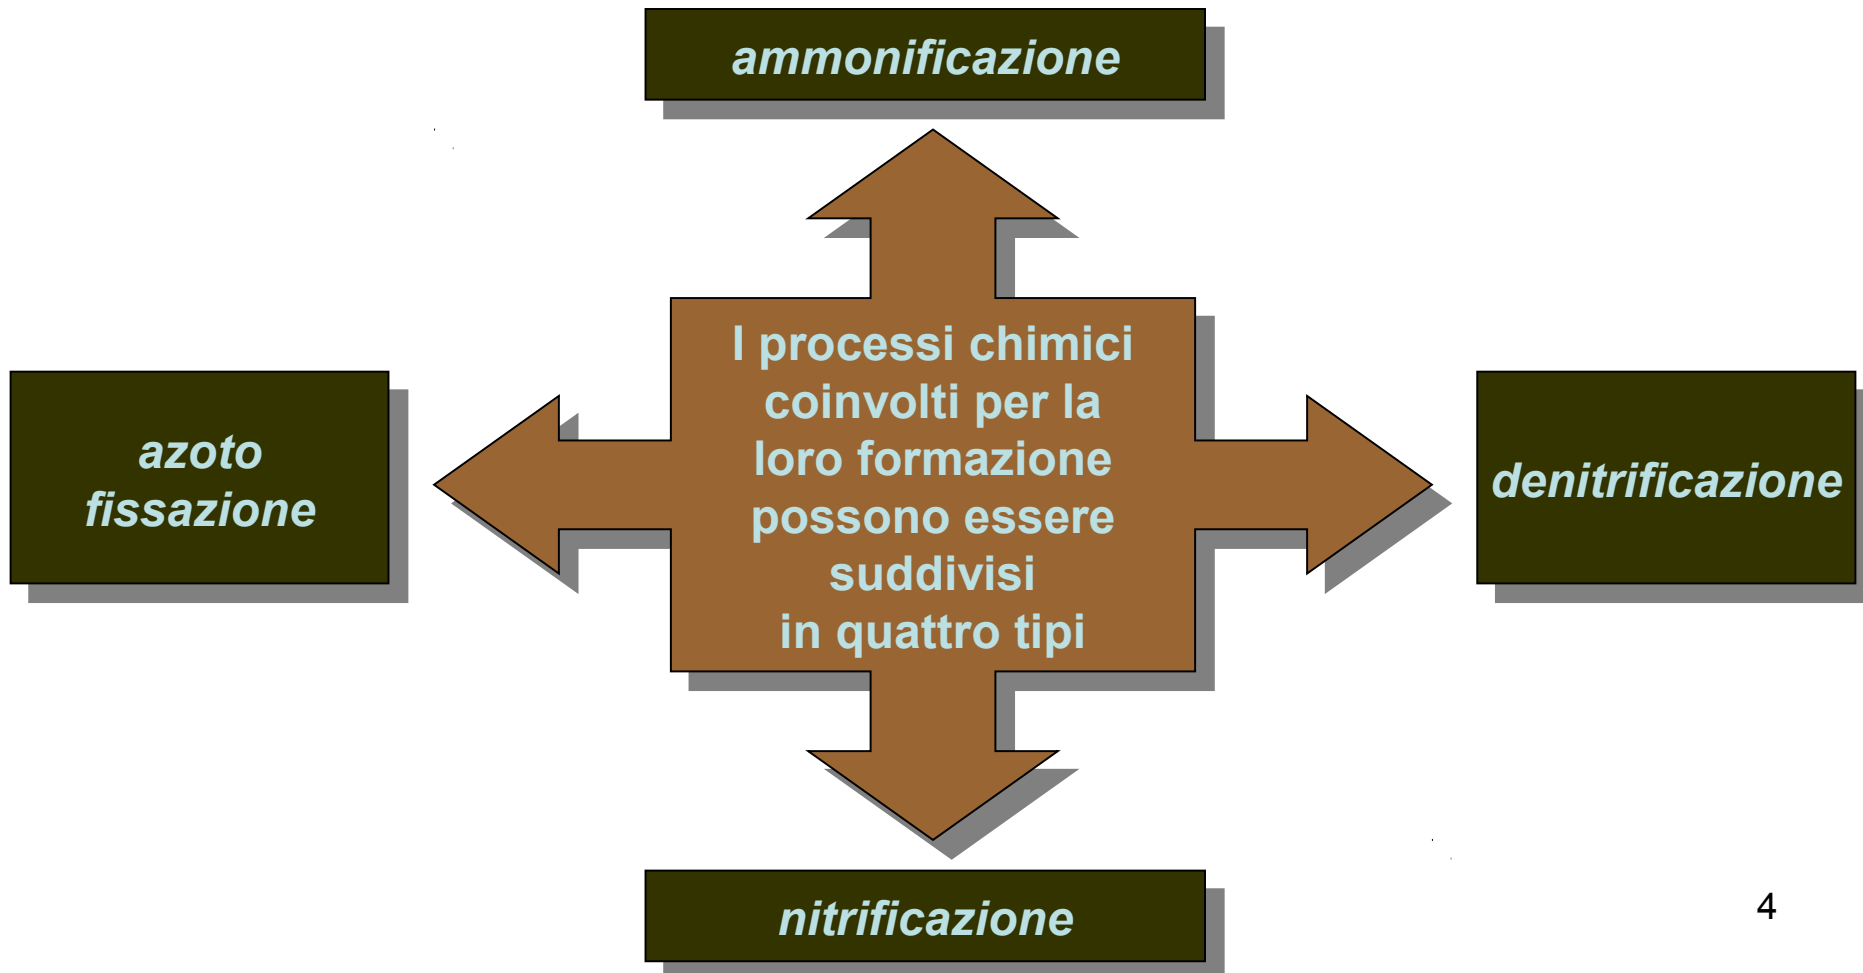 ammonificazione
I processi chimici
coinvolti per la
loro formazione
possono essere
suddivisi
in quattro tipi
azoto
fissazione
denitrificazione
nitrificazione
4